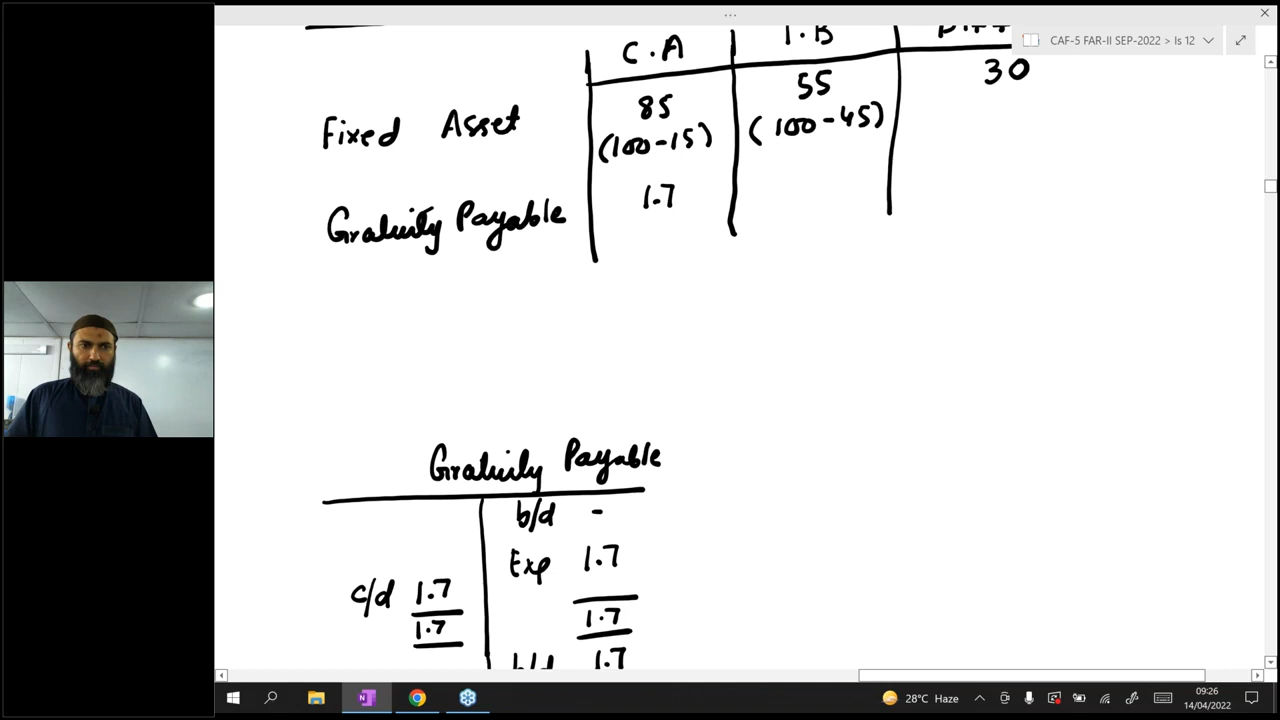 CAF-5 FAR-II SEP-2022 > Is 12
C.A T.B
Fixed Asset 85 55 30
(100-15) (100-45)
Gratuity Payable 1.7
Gratuity Payable
b/d -
Exp 1.7
c/d 1.7
1.7 1.7
b/d 1.7
28°C Haze
09:26
14/04/2022